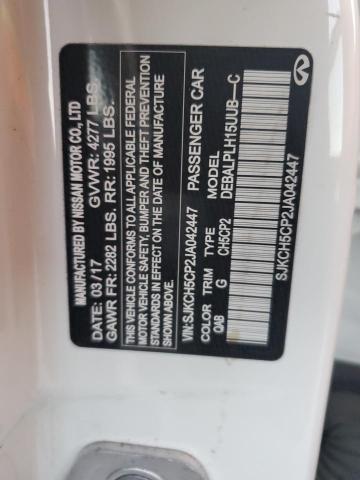 MANUFACTURED BY NISSAN MOTOR CO., LTD
DATE: 03/17 GVWR: 4277 LBS.
GAWR FR: 2282 LBS. RR: 1995 LBS.
THIS VEHICLE CONFORMS TO ALL APPLICABLE FEDERAL
MOTOR VEHICLE SAFETY, BUMPER AND THEFT PREVENTION
STANDARDS IN EFFECT ON THE DATE OF
MANUFACTURE SHOWN ABOVE.
VIN: SJKCH5CP2JA042447 PASSENGER CAR
COLOR TRIM TYPE MODEL
QAB G CH5CP2 DEBALPLH15UUB-C
SJKCH5CP2JA042447